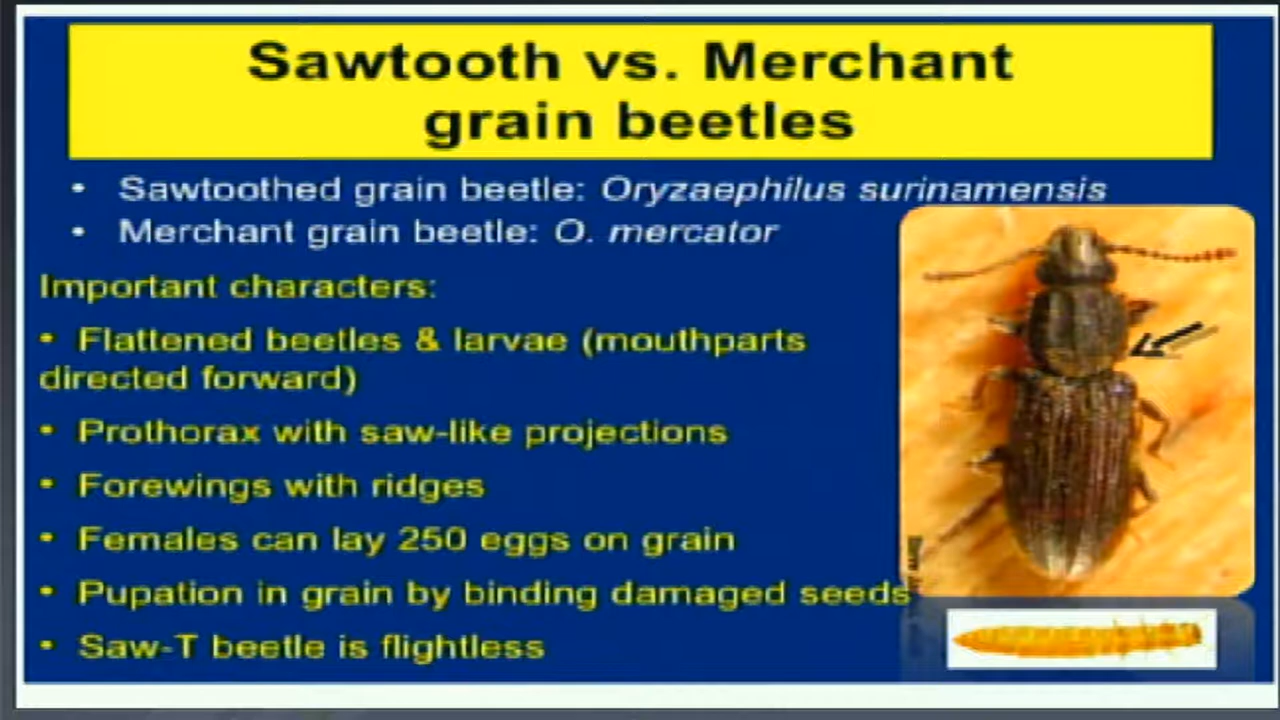 Sawtooth vs. Merchant
grain beetles
• Sawtoothed grain beetle: Oryzaephilus surinamensis
• Merchant grain beetle: O. mercator
Important characters:
• Flattened beetles & larvae (mouthparts
directed forward)
• Prothorax with saw-like projections
• Forewings with ridges
• Females can lay 250 eggs on grain
• Pupation in grain by binding damaged seeds
• Saw-T beetle is flightless